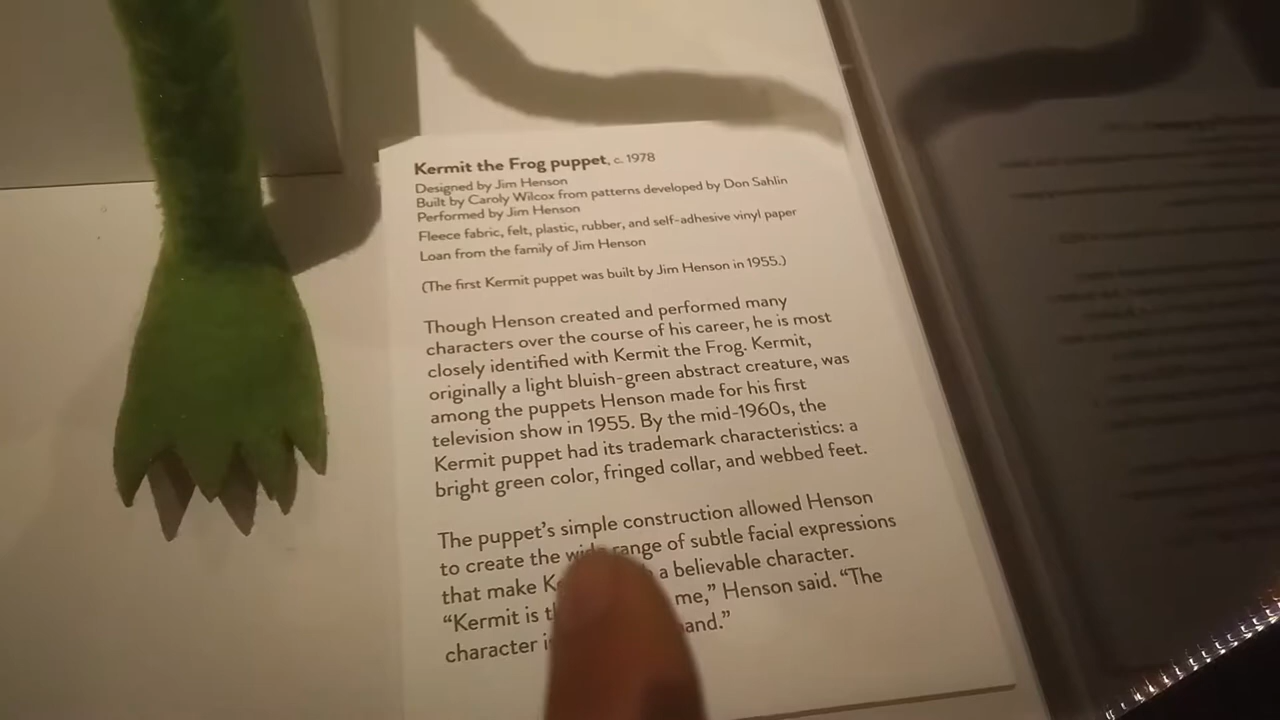 Kermit the Frog puppet, c. 1978
Designed by Jim Henson
Built by Caroly Wilcox from patterns developed by Don Sahlin
Performed by Jim Henson
Fleece fabric, felt, plastic, rubber, and self-adhesive vinyl paper
Loan from the family of Jim Henson
(The first Kermit puppet was built by Jim Henson in 1955.)
Though Henson created and performed many
characters over the course of his career, he is most
closely identified with Kermit the Frog. Kermit,
originally a light bluish-green abstract creature, was
among the puppets Henson made for his first
television show in 1955. By the mid-1960s, the
Kermit puppet had its trademark characteristics: a
bright green color, fringed collar, and webbed feet.
The puppet's simple construction allowed Henson
to create the wide range of subtle facial expressions
that make a believable character.
"Kermit is me," Henson said. "The
character